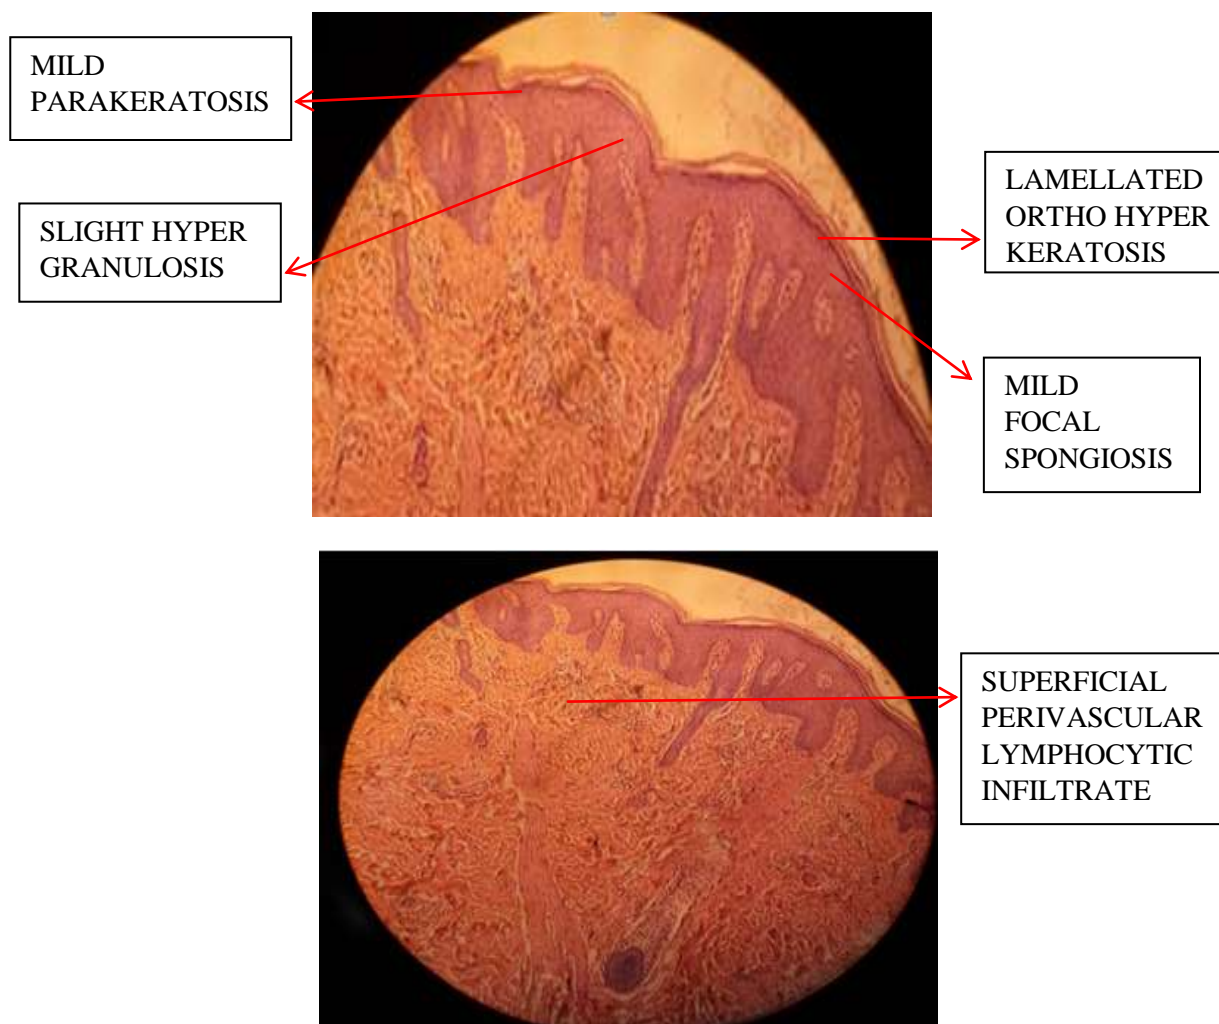 MILD
PARAKERATOSIS
SLIGHT HYPER
GRANULOSIS
LAMELLATED
ORTHO HYPER
KERATOSIS
MILD
FOCAL
SPONGIOSIS
SUPERFICIAL
PERIVASCULAR
LYMPHOCYTIC
INFILTRATE